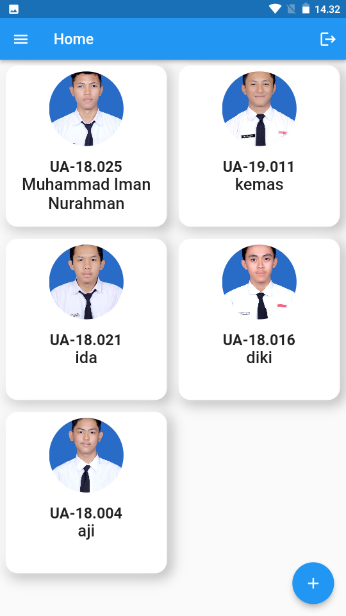 14.32
Home
UA-18.025
Muhammad Iman
Nurahman
UA-19.011
kemas
UA-18.021
ida
UA-18.016
diki
UA-18.004
aji